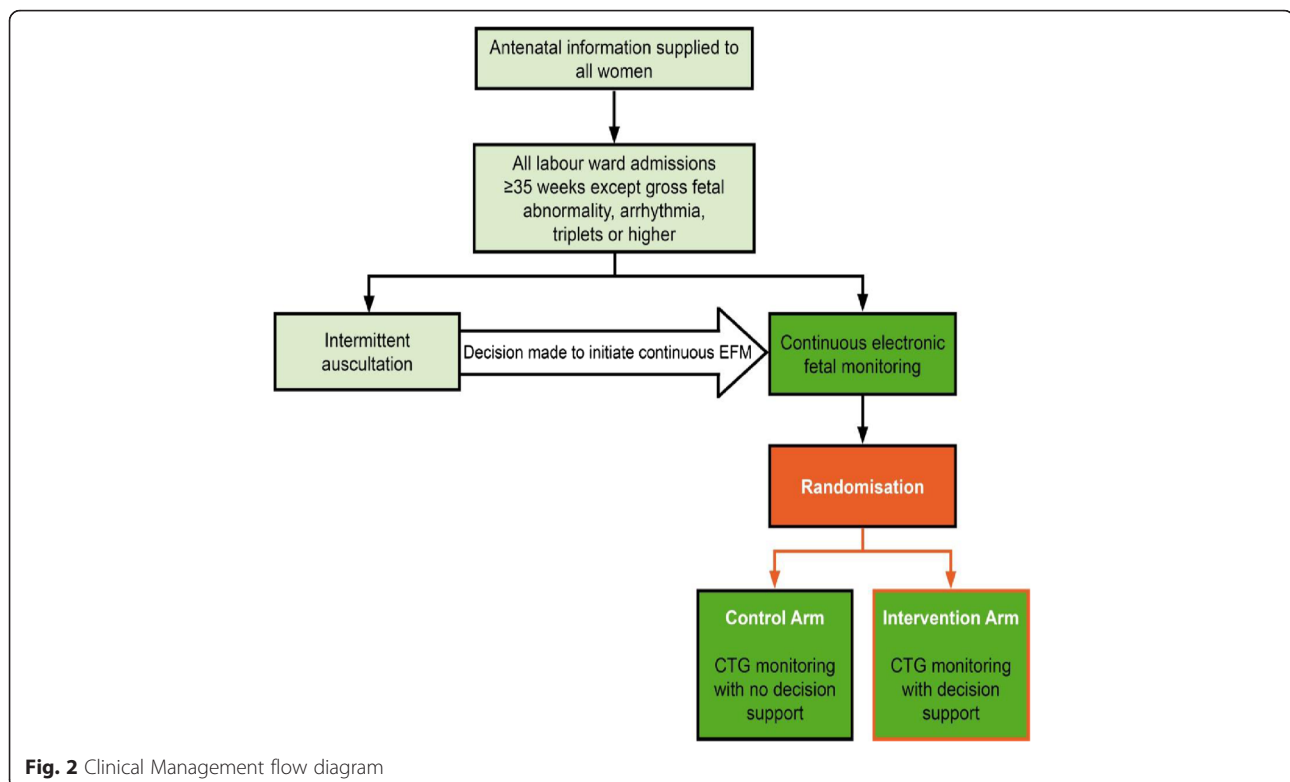 Antenatal information supplied to
all women
All labour ward admissions
≥35 weeks except gross fetal
abnormality, arrhythmia,
triplets or higher
Intermittent
auscultation
Decision made to initiate continuous EFM
Continuous electronic
fetal monitoring
Randomisation
Control Arm
CTG monitoring
with no decision
support
Intervention Arm
CTG monitoring
with decision
support
Fig. 2 Clinical Management flow diagram